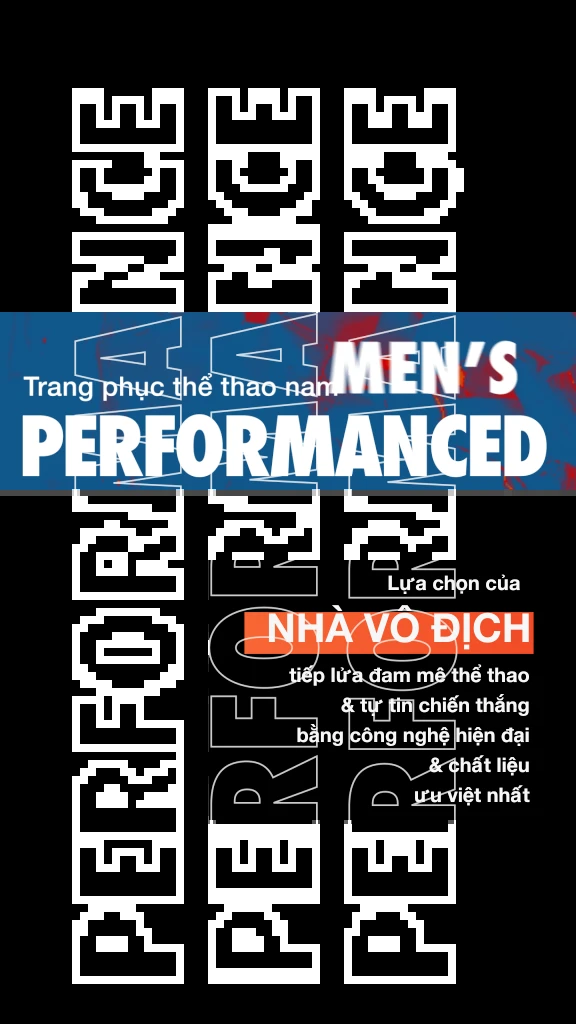 PERFORMANCE
PERFORMANCE
PERFORMANCE
MEN'S
Trang phục thể thao nam
PERFORMANCED
Lựa chọn của
NHÀ VÔ ĐỊCH
tiếp lửa đam mê thể thao
& tự tin chiến thắng
bằng công nghệ hiện đại
& chất liệu
ưu việt nhất